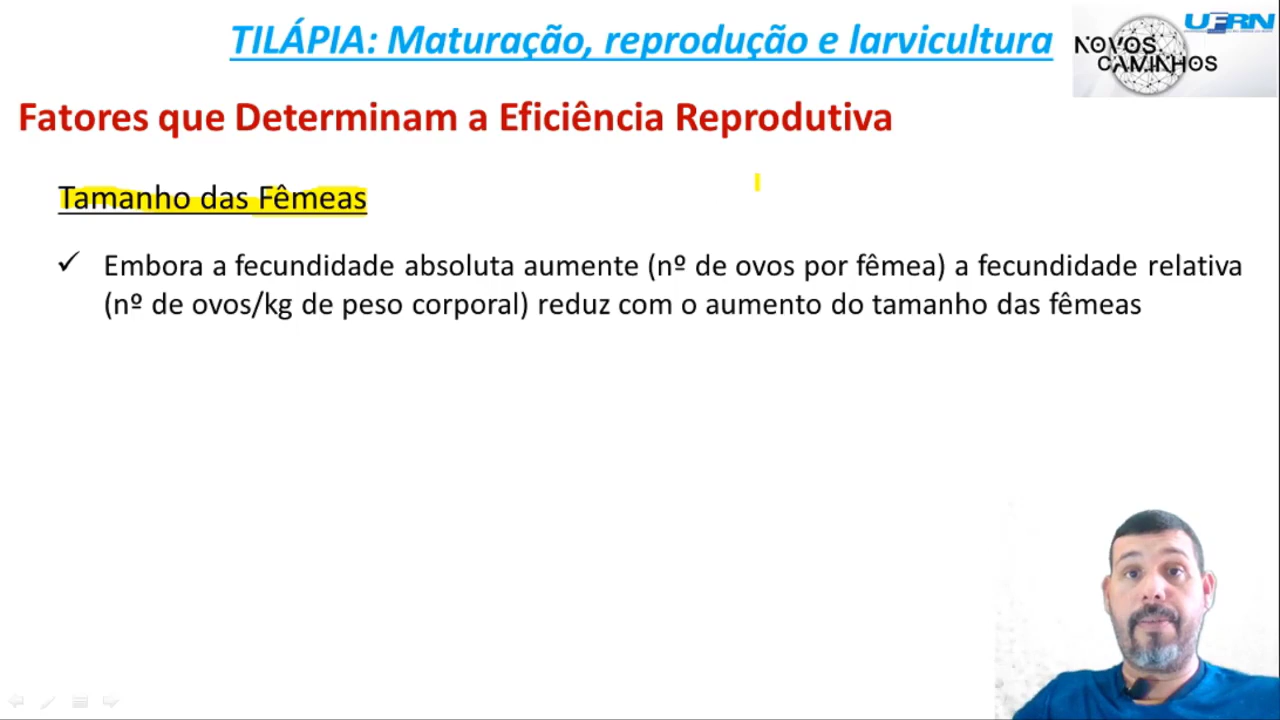 TILÁPIA: Maturação, reprodução e larvicultura
UFRN
NOVOS
CAMINHOS
Fatores que Determinam a Eficiência Reprodutiva
Tamanho das Fêmeas
✓ Embora a fecundidade absoluta aumente (nº de ovos por fêmea) a fecundidade relativa
(nº de ovos/kg de peso corporal) reduz com o aumento do tamanho das fêmeas